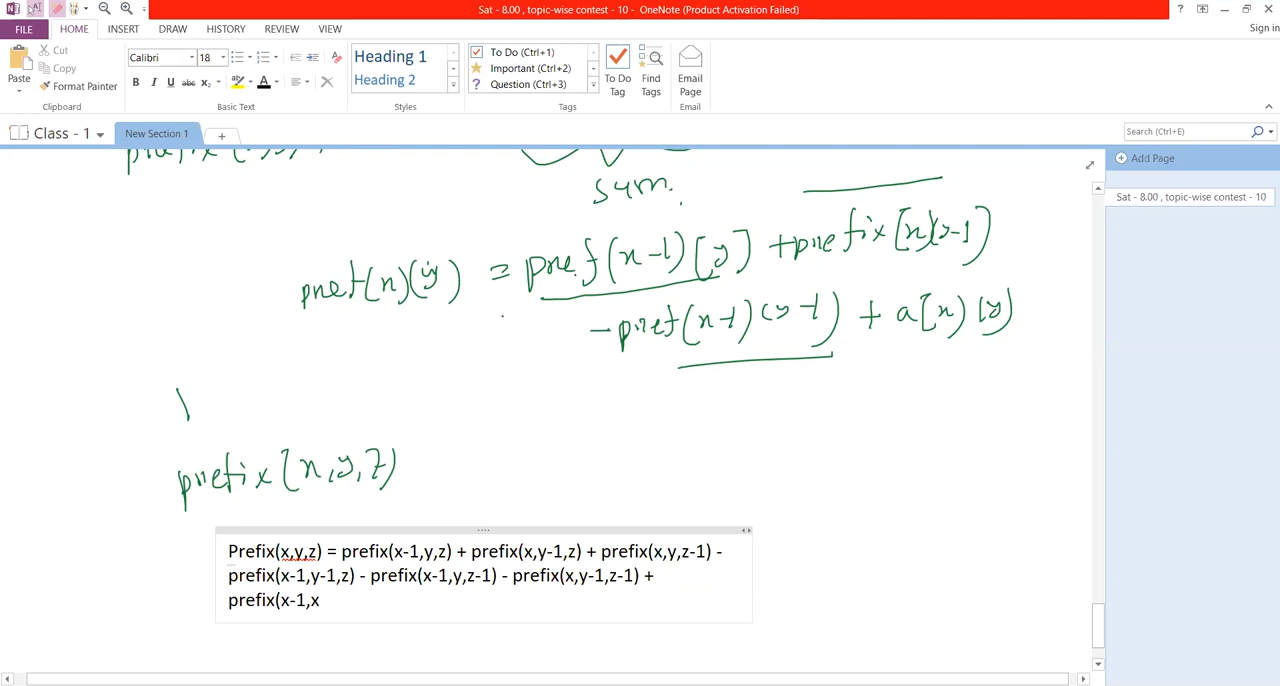 Sat - 8.00 , topic-wise contest - 10 - OneNote (Product Activation Failed)
FILE HOME INSERT DRAW HISTORY REVIEW VIEW Sign in
Paste Cut Copy Format Painter
Calibri 18
B I U abc X₂ A
Heading 1
Heading 2
To Do (Ctrl+1)
Important (Ctrl+2)
Question (Ctrl+3)
To Do Tag
Find Tags
Email Page
Clipboard Basic Text Styles Tags Email
Class - 1 New Section 1 Search (Ctrl+E)
Add Page
Sat - 8.00 , topic-wise contest - 10
sum.
pref(x)(y) = pref(x-1)[y] + prefix[x](y-1)
- pref(x-1)(y-1) + a[x](y)
prefix(x,y,z)
Prefix(x,y,z) = prefix(x-1,y,z) + prefix(x,y-1,z) + prefix(x,y,z-1) -
prefix(x-1,y-1,z) - prefix(x-1,y,z-1) - prefix(x,y-1,z-1) +
prefix(x-1,x